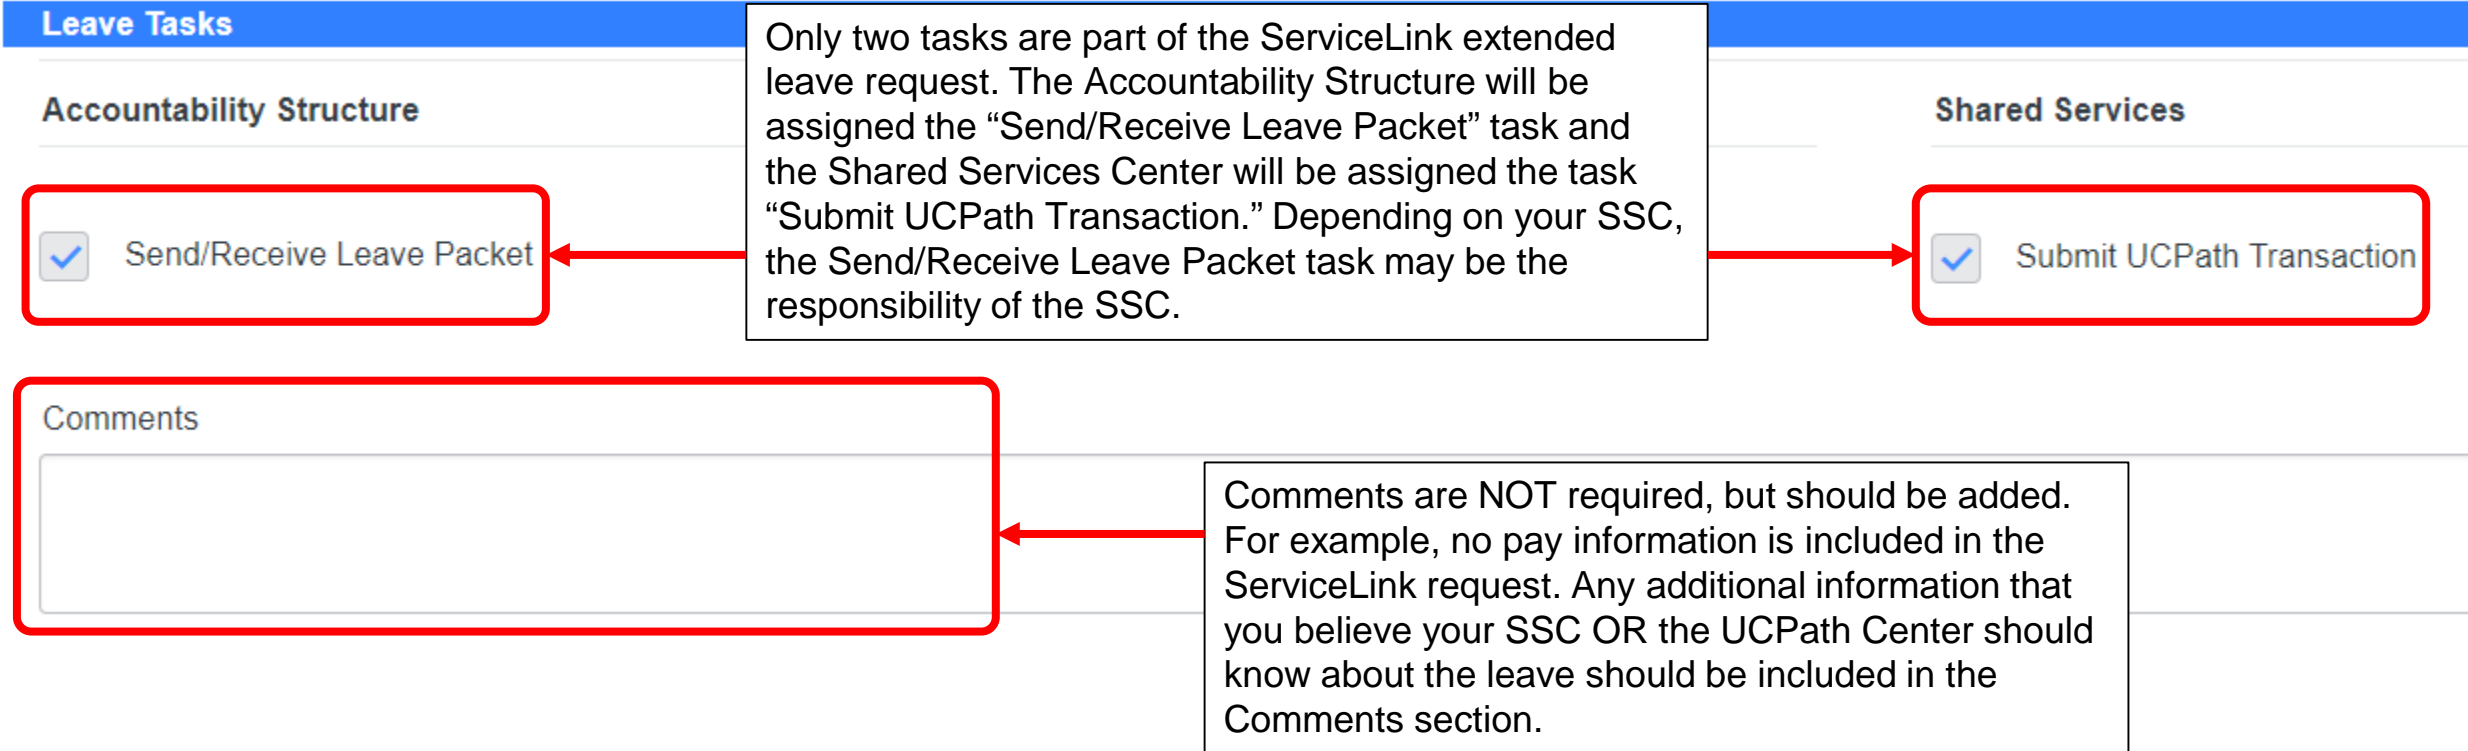 Leave Tasks
Accountability Structure
Only two tasks are part of the ServiceLink extended
leave request. The Accountability Structure will be
assigned the “Send/Receive Leave Packet” task and
the Shared Services Center will be assigned the task
“Submit UCPath Transaction.” Depending on your SSC,
the Send/Receive Leave Packet task may be the
responsibility of the SSC.
Shared Services
Send/Receive Leave Packet
Submit UCPath Transaction
Comments
Comments are NOT required, but should be added.
For example, no pay information is included in the
ServiceLink request. Any additional information that
you believe your SSC OR the UCPath Center should
know about the leave should be included in the
Comments section.